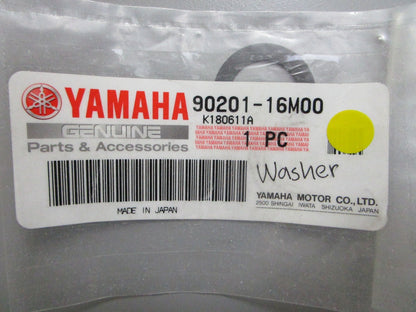 YAMAHA 90201-16M00
K180611A
GENUINE
Parts & Accessories
1 PC
Washer
YAMAHA MOTOR CO., LTD.
2500 SHINGAI IWATA SHIZUOKA JAPAN
MADE IN JAPAN